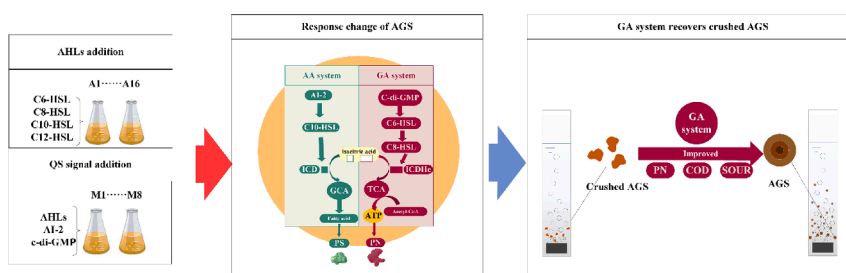 AHLs addition
A1······A16
C6-HSL
C8-HSL
C10-HSL
C12-HSL
QS signal addition
M1······M8
AHLs
AI-2
c-di-GMP
Response change of AGS
AA system
GA system
AI-2
C-di-GMP
C10-HSL
C6-HSL
C8-HSL
Isocitric acid
ICD
ICDHc
GCA
TCA
Fatty acid
ATP
Acetyl CoA
PS
PN
GA system recovers crushed AGS
GA
system
Improved
PN
COD
SOUR
Crushed AGS
AGS